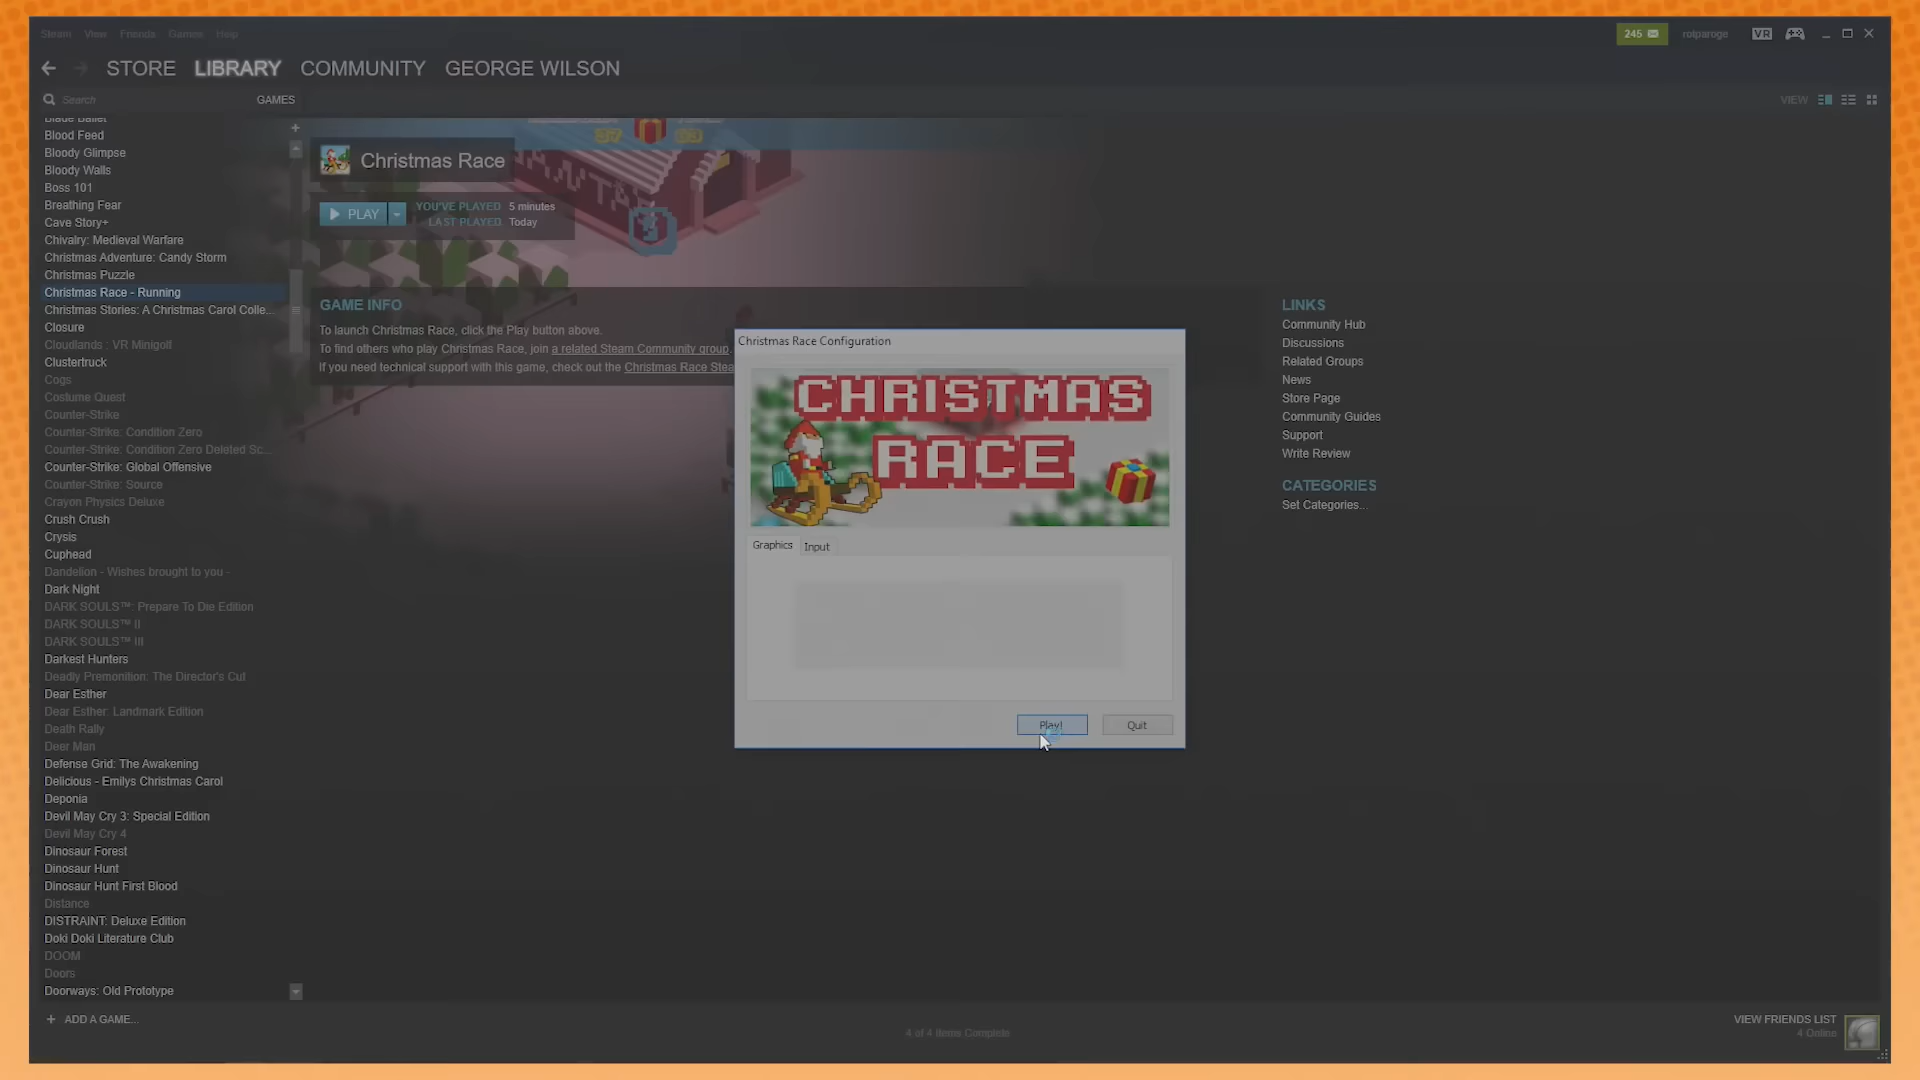 Steam View Friends Games Help
245
rotparoge
VR
STORE LIBRARY COMMUNITY GEORGE WILSON
Search
GAMES
VIEW
Blade Ballet
Blood Feed
Bloody Glimpse
Bloody Walls
Boss 101
Breathing Fear
Cave Story+
Chivalry: Medieval Warfare
Christmas Adventure: Candy Storm
Christmas Puzzle
Christmas Race - Running
Christmas Stories: A Christmas Carol Colle...
Closure
Cloudlands : VR Minigolf
Clustertruck
Cogs
Costume Quest
Counter-Strike
Counter-Strike: Condition Zero
Counter-Strike: Condition Zero Deleted Sc...
Counter-Strike: Global Offensive
Counter-Strike: Source
Crayon Physics Deluxe
Crush Crush
Crysis
Cuphead
Dandelion - Wishes brought to you -
Dark Night
DARK SOULS™: Prepare To Die Edition
DARK SOULS™ II
DARK SOULS™ III
Darkest Hunters
Deadly Premonition: The Director's Cut
Dear Esther
Dear Esther: Landmark Edition
Death Rally
Deer Man
Defense Grid: The Awakening
Delicious - Emilys Christmas Carol
Deponia
Devil May Cry 3: Special Edition
Devil May Cry 4
Dinosaur Forest
Dinosaur Hunt
Dinosaur Hunt First Blood
Distance
DISTRAINT: Deluxe Edition
Doki Doki Literature Club
DOOM
Doors
Doorways: Old Prototype
+ ADD A GAME...
Christmas Race
PLAY
YOU'VE PLAYED 5 minutes
LAST PLAYED Today
GAME INFO
To launch Christmas Race, click the Play button above.
To find others who play Christmas Race, join a related Steam Community group.
If you need technical support with this game, check out the Christmas Race Stea
Christmas Race Configuration
CHRISTMAS
RACE
Graphics Input
Play! Quit
LINKS
Community Hub
Discussions
Related Groups
News
Store Page
Community Guides
Support
Write Review
CATEGORIES
Set Categories...
4 of 4 Items Complete
VIEW FRIENDS LIST
4 Online